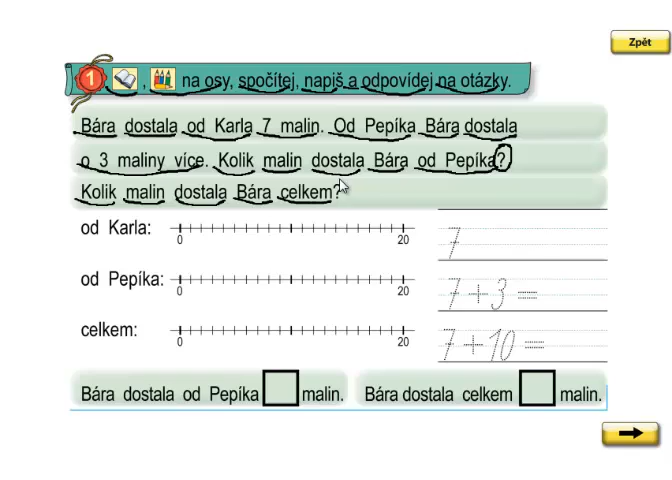 Zpět
1 , na osy, spočítej, napiš a odpovídej na otázky.
Bára dostala od Karla 7 malin. Od Pepíka Bára dostala
o 3 maliny více. Kolik malin dostala Bára od Pepíka?
Kolik malin dostala Bára celkem?
od Karla: 0 20 7
od Pepíka: 0 20 7 + 3 =
celkem: 0 20 7 + 10 =
Bára dostala od Pepíka malin. Bára dostala celkem malin.